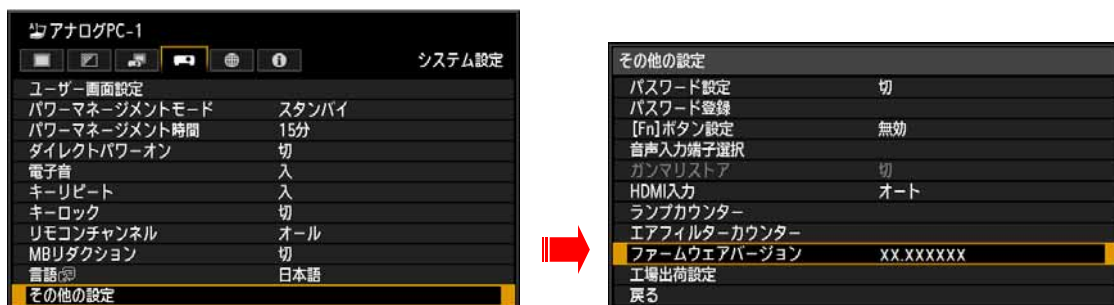 アナログPC-1
システム設定
ユーザー画面設定
パワーマネージメントモード スタンバイ
パワーマネージメント時間 15分
ダイレクトパワーオン 切
電子音 入
キーリピート 入
キーロック 切
リモコンチャンネル オール
MBリダクション 切
言語 日本語
その他の設定
その他の設定
パスワード設定 切
パスワード登録
[Fn]ボタン設定 無効
音声入力端子選択
ガンマリストア 切
HDMI入力 オート
ランプカウンター
エアフィルターカウンター
ファームウェアバージョン XX.XXXXXX
工場出荷設定
戻る